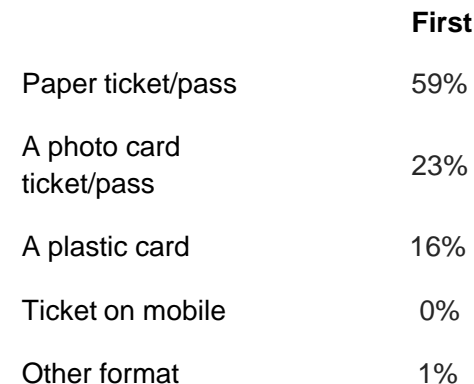 First
Paper ticket/pass 59%
A photo card
ticket/pass 23%
A plastic card 16%
Ticket on mobile 0%
Other format 1%